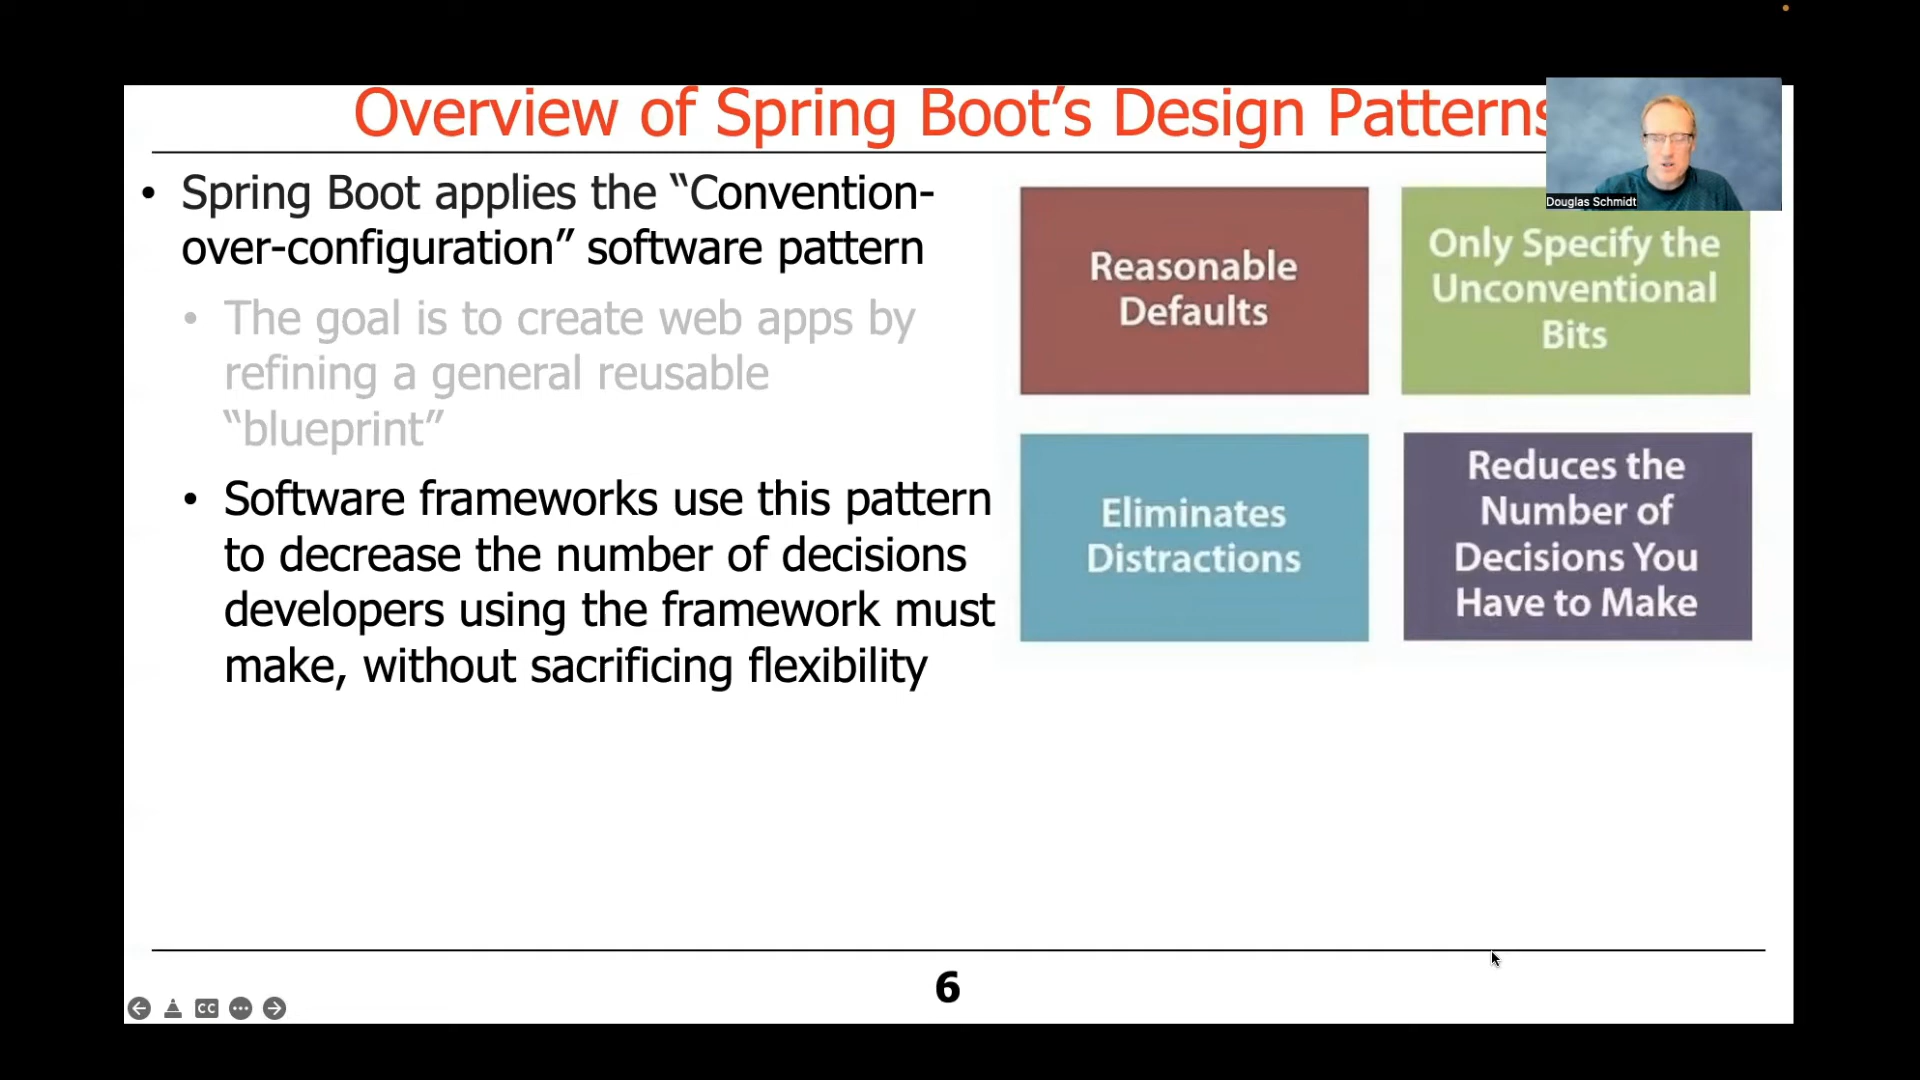 Overview of Spring Boot’s Design Patterns
Douglas Schmidt
• Spring Boot applies the “Convention-
over-configuration” software pattern
• The goal is to create web apps by
refining a general reusable
“blueprint”
• Software frameworks use this pattern
to decrease the number of decisions
developers using the framework must
make, without sacrificing flexibility
Reasonable
Defaults
Only Specify the
Unconventional
Bits
Eliminates
Distractions
Reduces the
Number of
Decisions You
Have to Make
6
CC